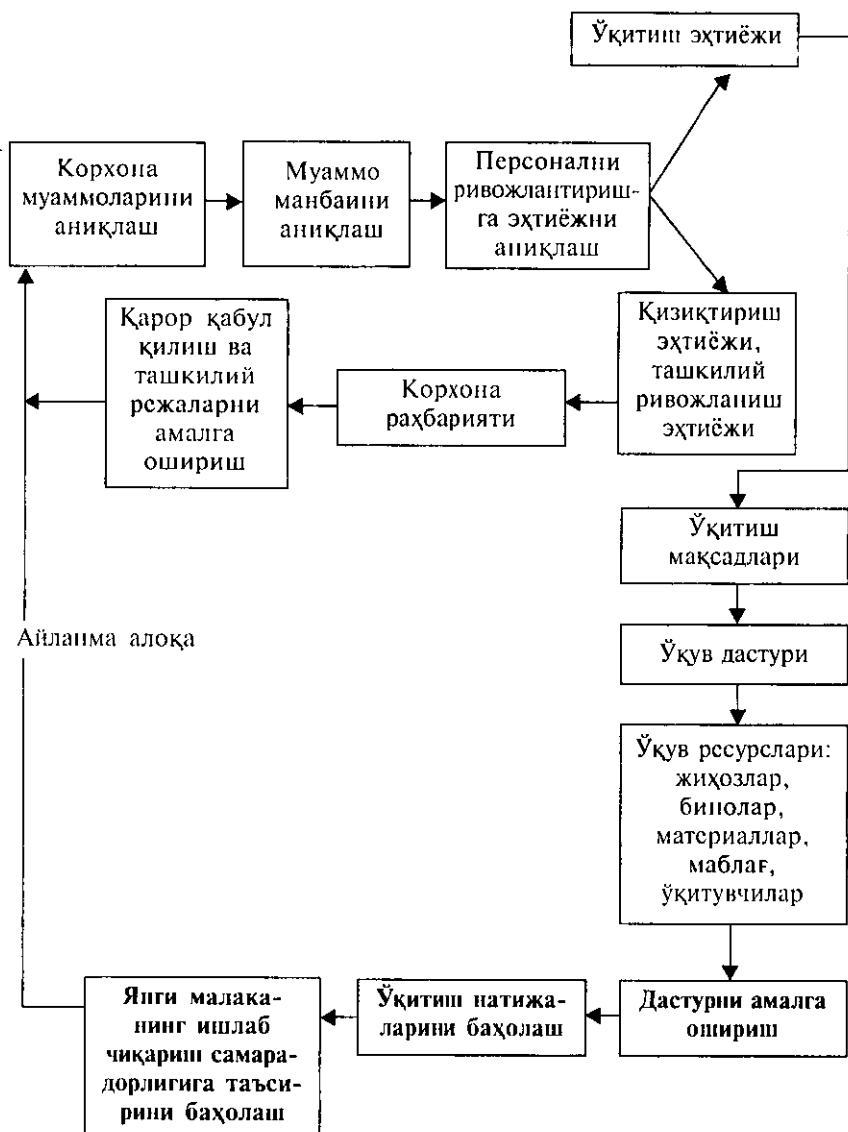 Ўқитиш эҳтиёжи
Корхона
муаммоларини
аниқлаш
Муаммо
манбаини
аниқлаш
Персонални
ривожлантириш-
га эҳтиёжни
аниқлаш
Қизиқтириш
эҳтиёжи,
ташкилий
ривожланиш
эҳтиёжи
Корхона
раҳбарияти
Қарор қабул
қилиш ва
ташкилий
режаларни
амалга
ошириш
Ўқитиш
мақсадлари
Ўқув дастури
Ўқув ресурслари:
жиҳозлар,
бинолар,
материаллар,
маблағ,
ўқитувчилар
Дастурни амалга
ошириш
Ўқитиш натижа-
ларини баҳолаш
Янги малака-
нинг ишлаб
чиқариш самара-
дорлигига таъси-
рини баҳолаш
Айланма алоқа